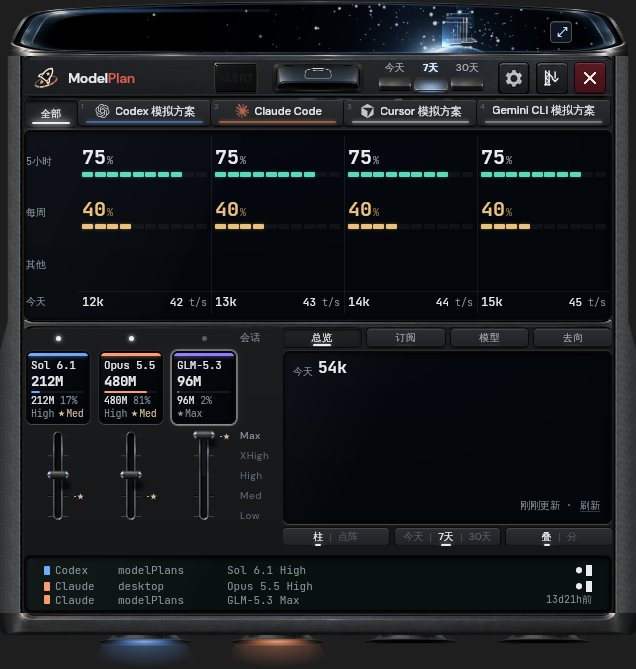 ModelPlan ALERT 今天 7天 30天
全部 1 Codex 模拟方案 2 Claude Code 3 Cursor 模拟方案 4 Gemini CLI 模拟方案
5小时 75% 75% 75% 75%
每周 40% 40% 40% 40%
其他
今天 12k 42 t/s 13k 43 t/s 14k 44 t/s 15k 45 t/s
会话 总览 订阅 模型 去向
Sol 6.1 Opus 5.5 GLM-5.3
212M 480M 96M
212M 17% 480M 81% 96M 2%
High ★Med High ★Med ★Max
今天 54k
-★ Max
XHigh
High
-★ -★ Med
Low
刚刚更新 · 刷新
柱 | 点阵 今天 | 7天 | 30天 叠 | 分
Codex modelPlans Sol 6.1 High
Claude desktop Opus 5.5 High
Claude modelPlans GLM-5.3 Max 13d21h前